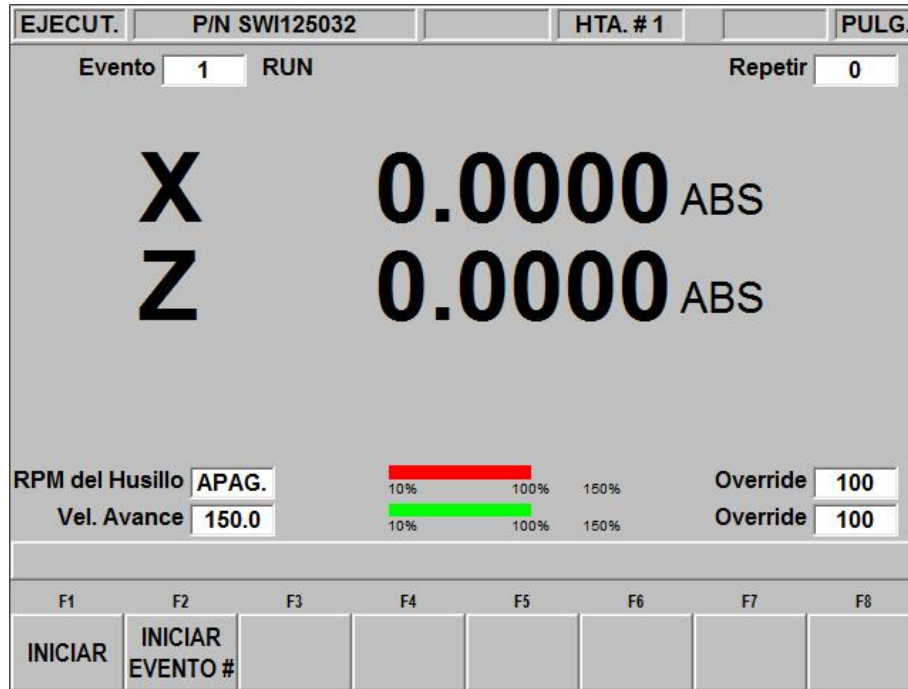 EJECUT. P/N SWI125032 HTA. # 1 PULG.
Evento 1 RUN Repetir 0
X 0.0000 ABS
Z 0.0000 ABS
RPM del Husillo APAG. 10% 100% 150% Override 100
Vel. Avance 150.0 10% 100% 150% Override 100
F1 F2 F3 F4 F5 F6 F7 F8
INICIAR INICIAR
EVENTO #